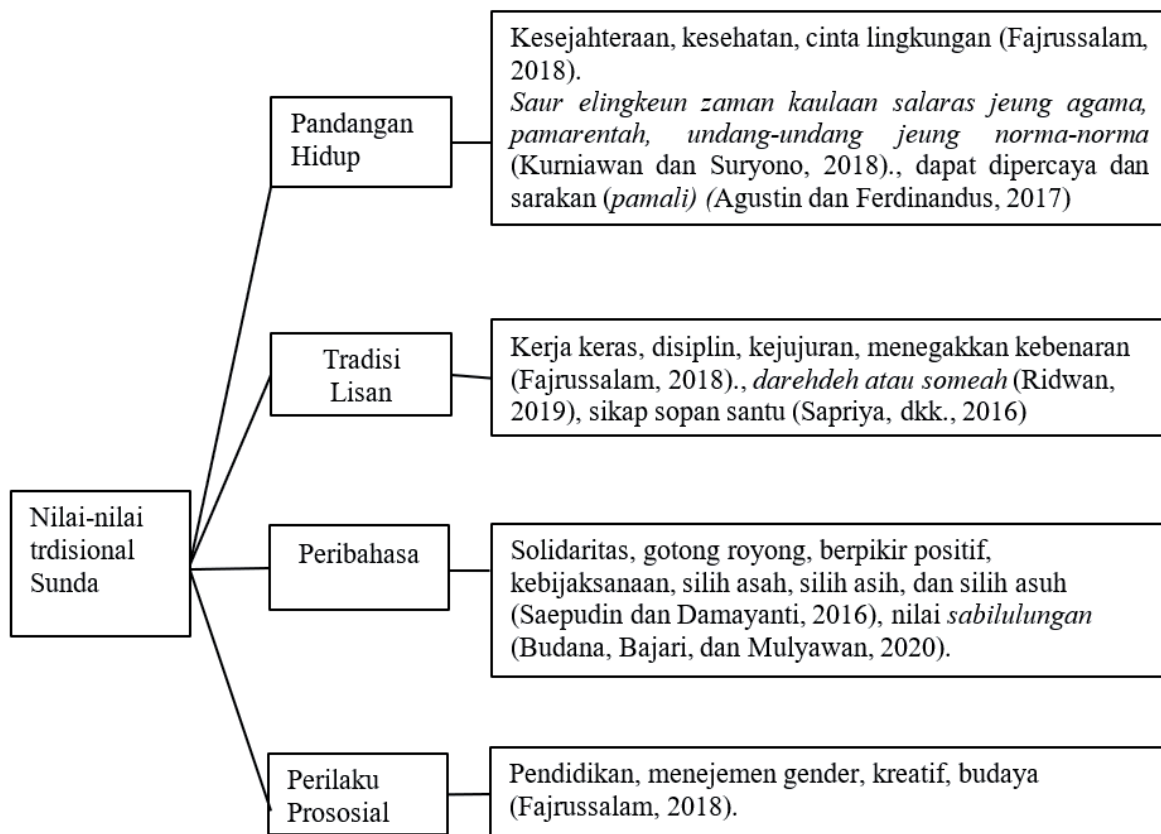 Nilai-nilai
trdisional
Sunda
Pandangan
Hidup
Kesejahteraan, kesehatan, cinta lingkungan (Fajrussalam,
2018).
Saur elingkeun zaman kaulaan salaras jeung agama,
pamarentah, undang-undang jeung norma-norma
(Kurniawan dan Suryono, 2018)., dapat dipercaya dan
sarakan (pamali) (Agustin dan Ferdinandus, 2017)
Tradisi
Lisan
Kerja keras, disiplin, kejujuran, menegakkan kebenaran
(Fajrussalam, 2018)., darehdeh atau someah (Ridwan,
2019), sikap sopan santu (Sapriya, dkk., 2016)
Peribahasa
Solidaritas, gotong royong, berpikir positif,
kebijaksanaan, silih asah, silih asih, dan silih asuh
(Saepudin dan Damayanti, 2016), nilai sabilulungan
(Budana, Bajari, dan Mulyawan, 2020).
Perilaku
Prososial
Pendidikan, menejemen gender, kreatif, budaya
(Fajrussalam, 2018).